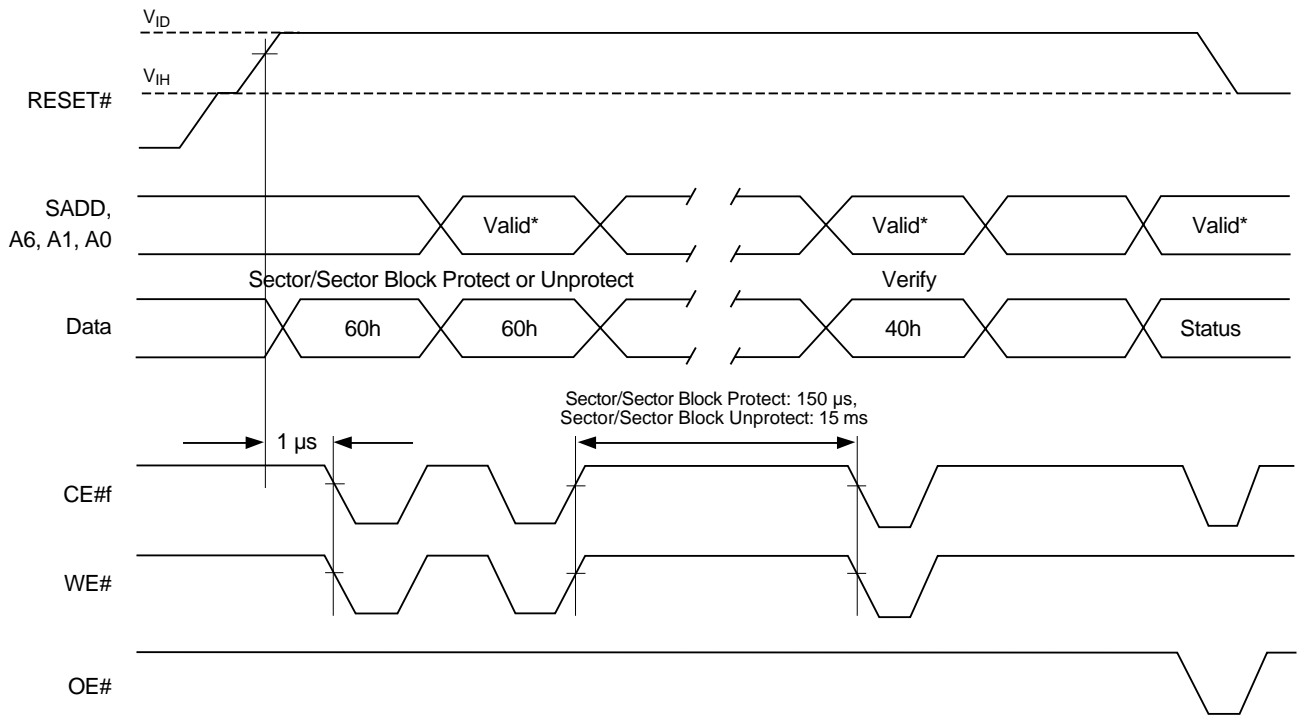 VID
VIH
RESET#
SADD,
A6, A1, A0
Valid*
Valid*
Valid*
Sector/Sector Block Protect or Unprotect
Verify
Data
60h
60h
40h
Status
Sector/Sector Block Protect: 150 µs,
Sector/Sector Block Unprotect: 15 ms
1 µs
CE#f
WE#
OE#